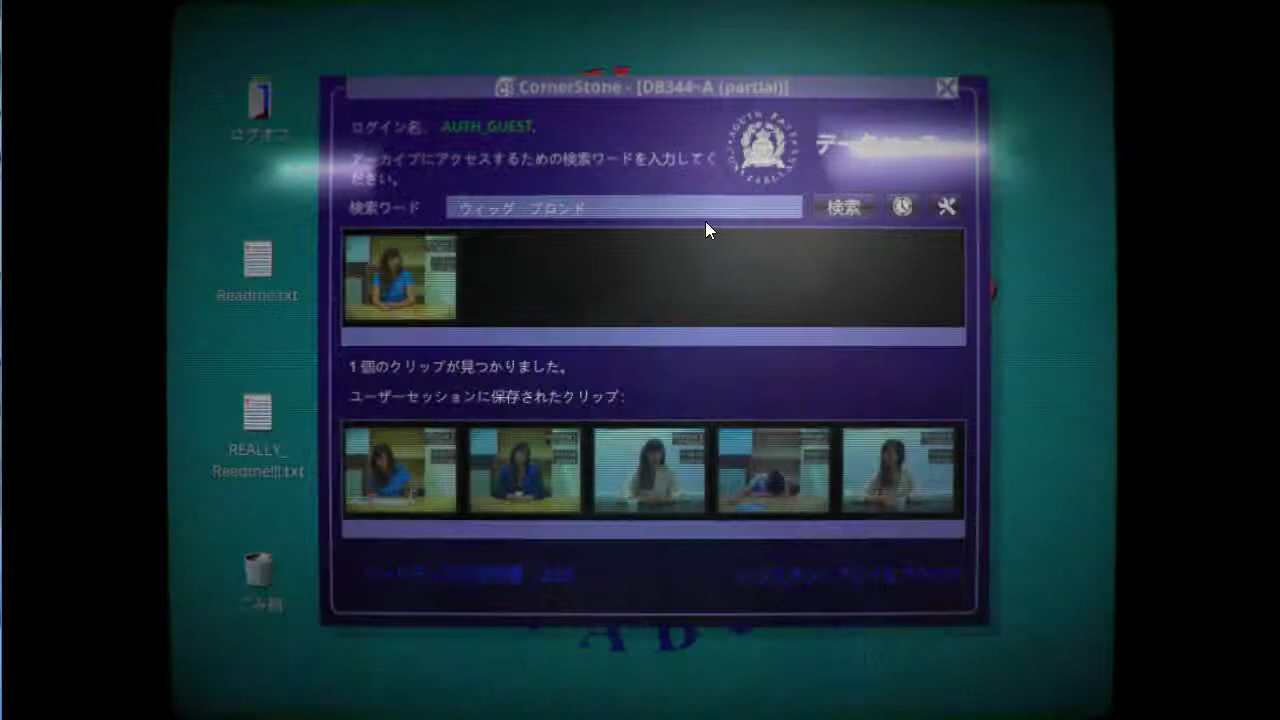 CornerStone - [DB344-A (partial)]
ログイン名: AUTH_GUEST.
アーカイブにアクセスするための検索ワードを入力してく
ださい。
検索ワード ウィッグ ブロンド 検索
1 個のクリップが見つかりました。
ユーザーセッションに保存されたクリップ:
ログオフ
Readme.txt
REALLY_
Readme!!!.txt
ごみ箱